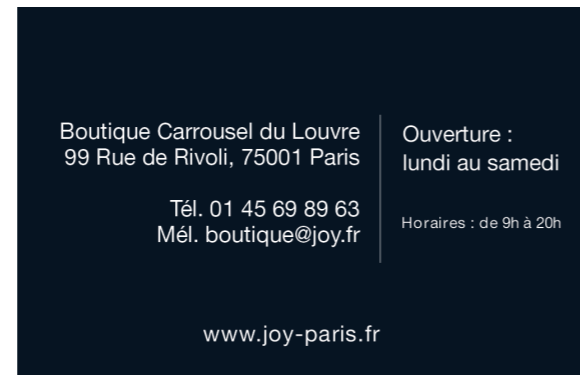 Boutique Carrousel du Louvre
99 Rue de Rivoli, 75001 Paris
Tél. 01 45 69 89 63
Mél. boutique@joy.fr
Ouverture :
lundi au samedi
Horaires : de 9h à 20h
www.joy-paris.fr